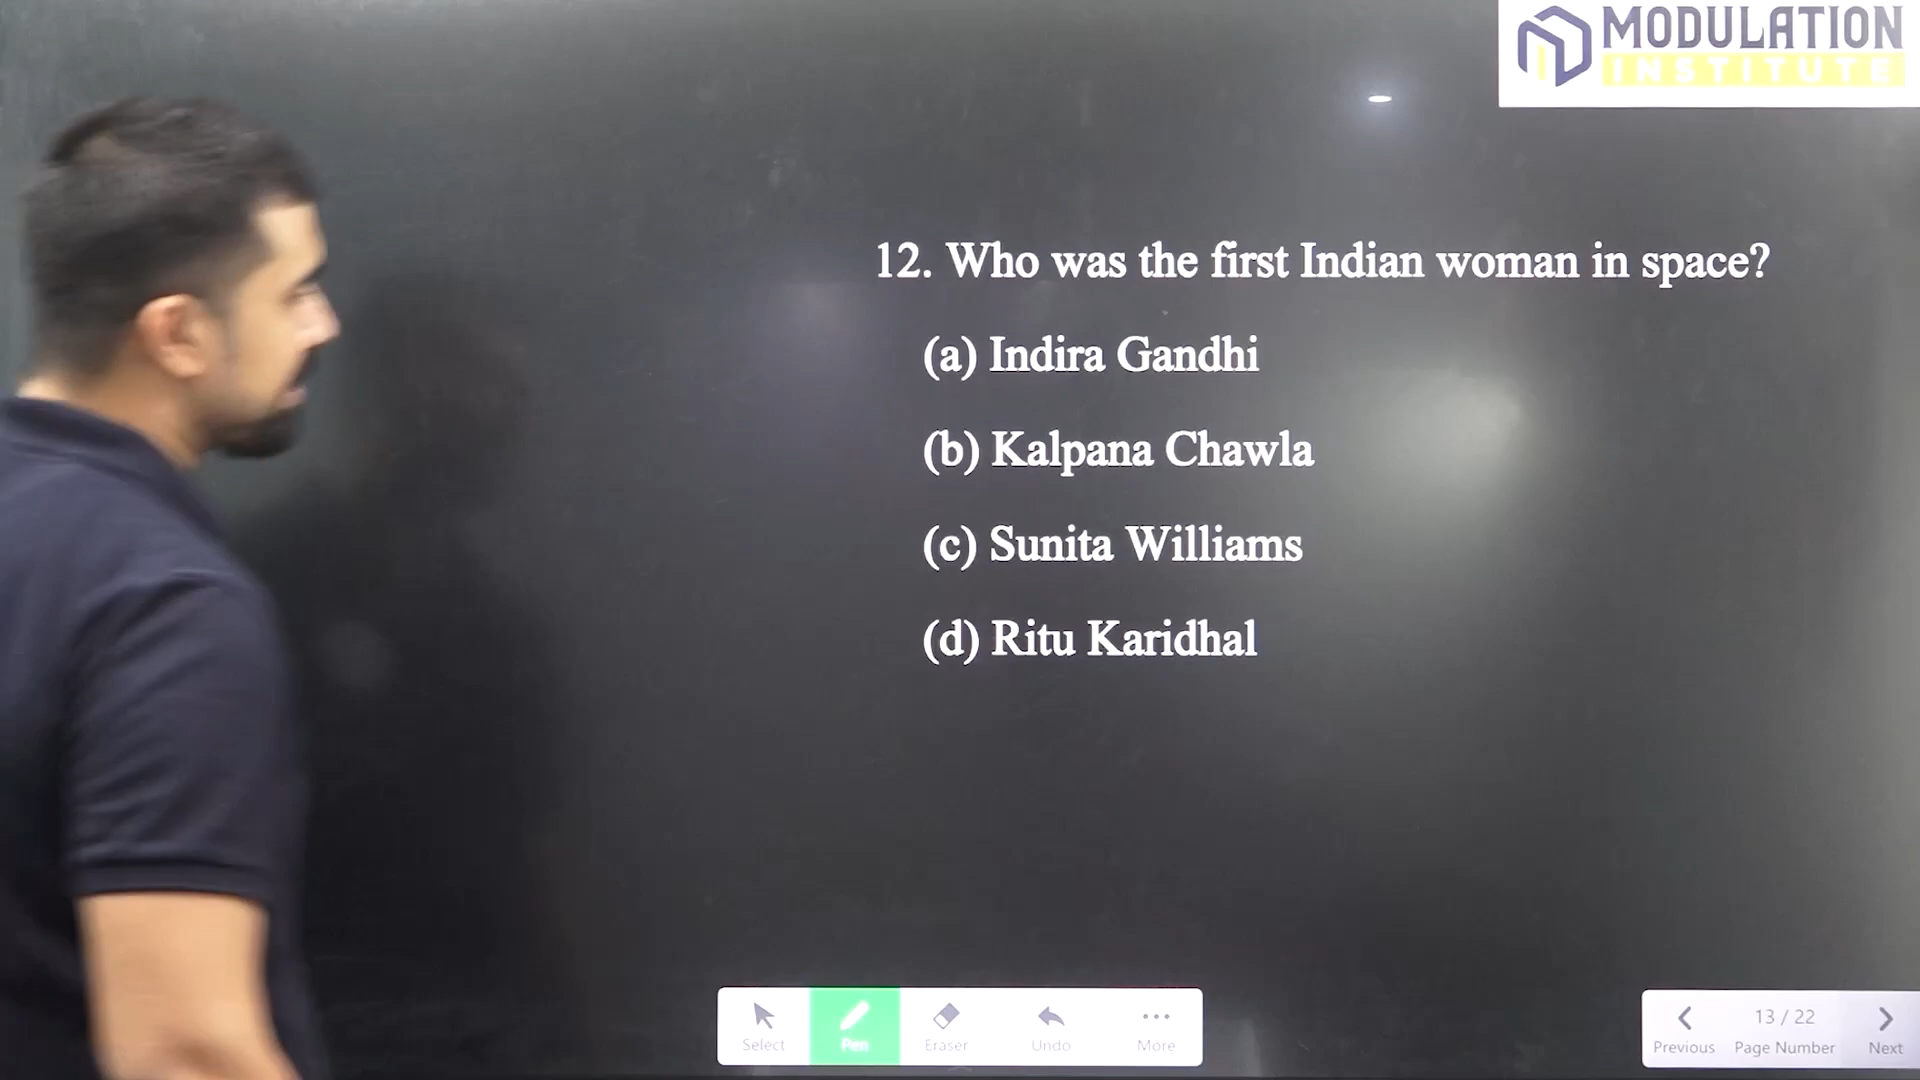 MODULATION
INSTITUTE
12. Who was the first Indian woman in space?
(a) Indira Gandhi
(b) Kalpana Chawla
(c) Sunita Williams
(d) Ritu Karidhal
Select Pen Eraser Undo More
13 / 22
Previous Page Number Next